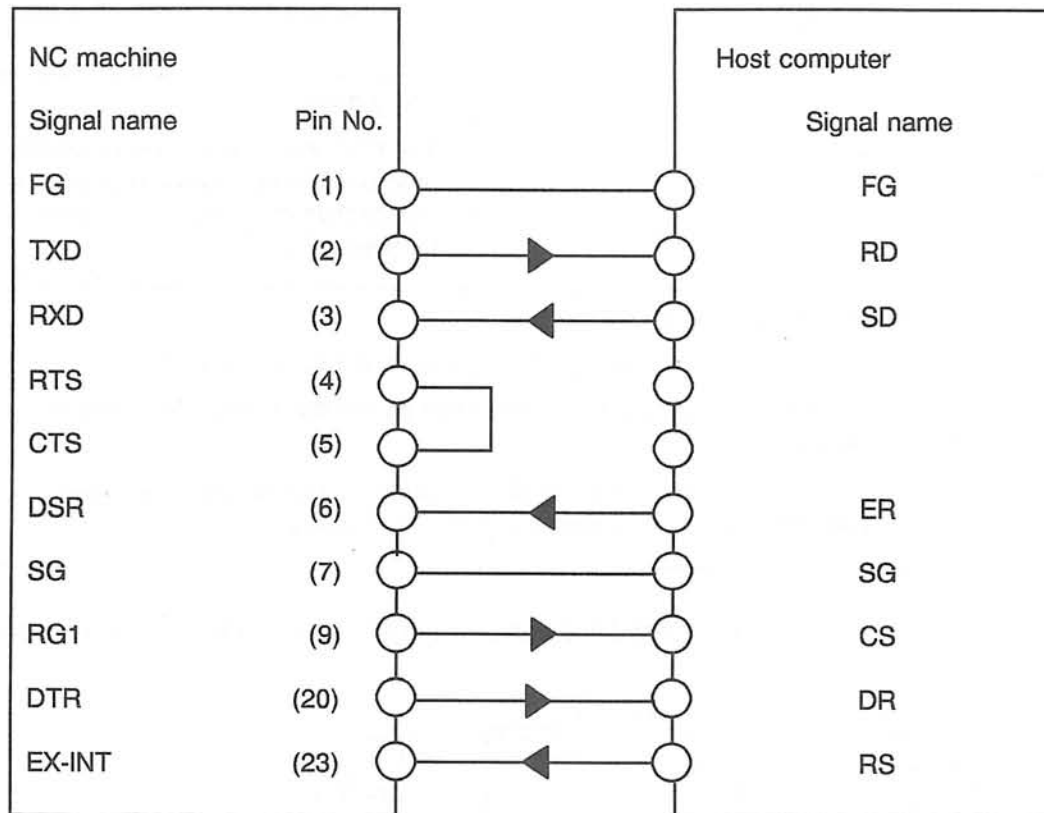 NC machine Host computer
Signal name Pin No. Signal name
FG (1) FG
TXD (2) RD
RXD (3) SD
RTS (4)
CTS (5)
DSR (6) ER
SG (7) SG
RG1 (9) CS
DTR (20) DR
EX-INT (23) RS